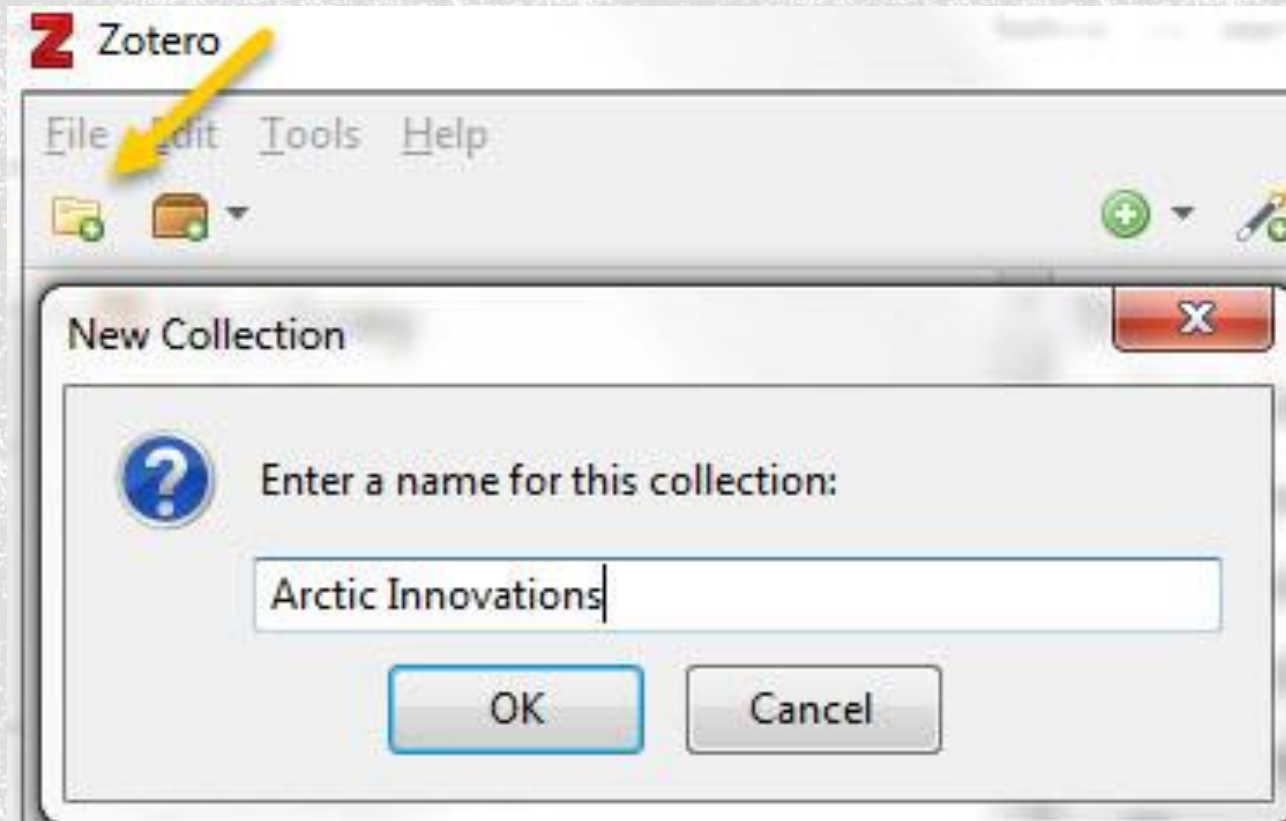 Zotero
File Edit Tools Help
New Collection
Enter a name for this collection:
Arctic Innovations
OK Cancel